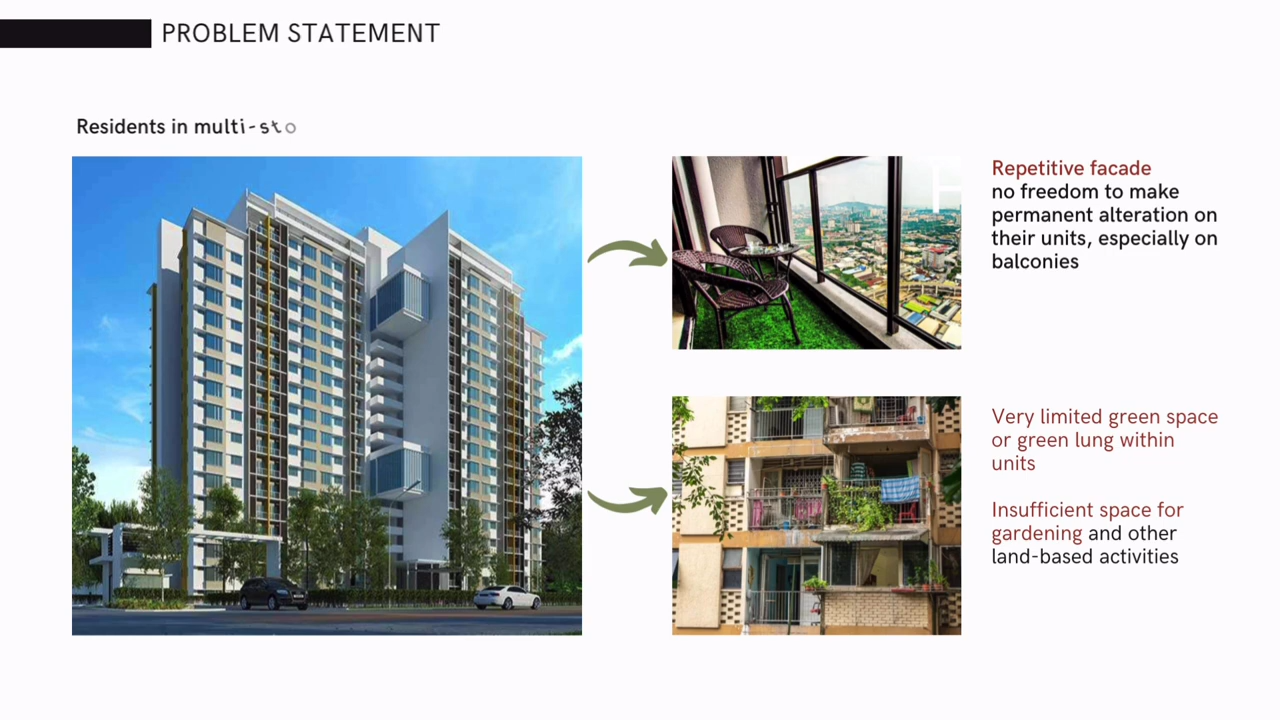 PROBLEM STATEMENT
Residents in multi-sto
Repetitive facade
no freedom to make
permanent alteration on
their units, especially on
balconies
Very limited green space
or green lung within
units
Insufficient space for
gardening and other
land-based activities